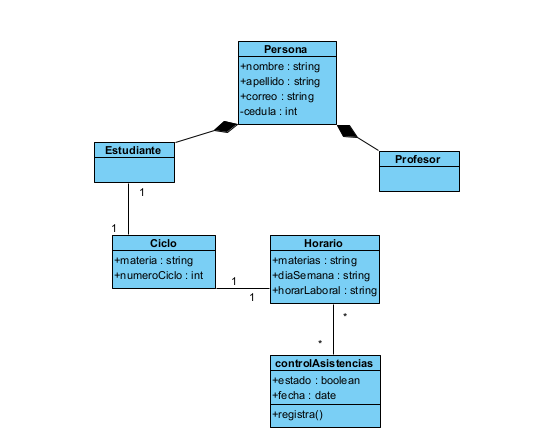 Persona
+nombre : string
+apellido : string
+correo : string
-cedula : int
Estudiante
Profesor
1
1
Ciclo
+materia : string
+numeroCiclo : int
1
1
Horario
+materias : string
+diaSemana : string
+horarLaboral : string
*
*
controlAsistencias
+estado : boolean
+fecha : date
+registra()